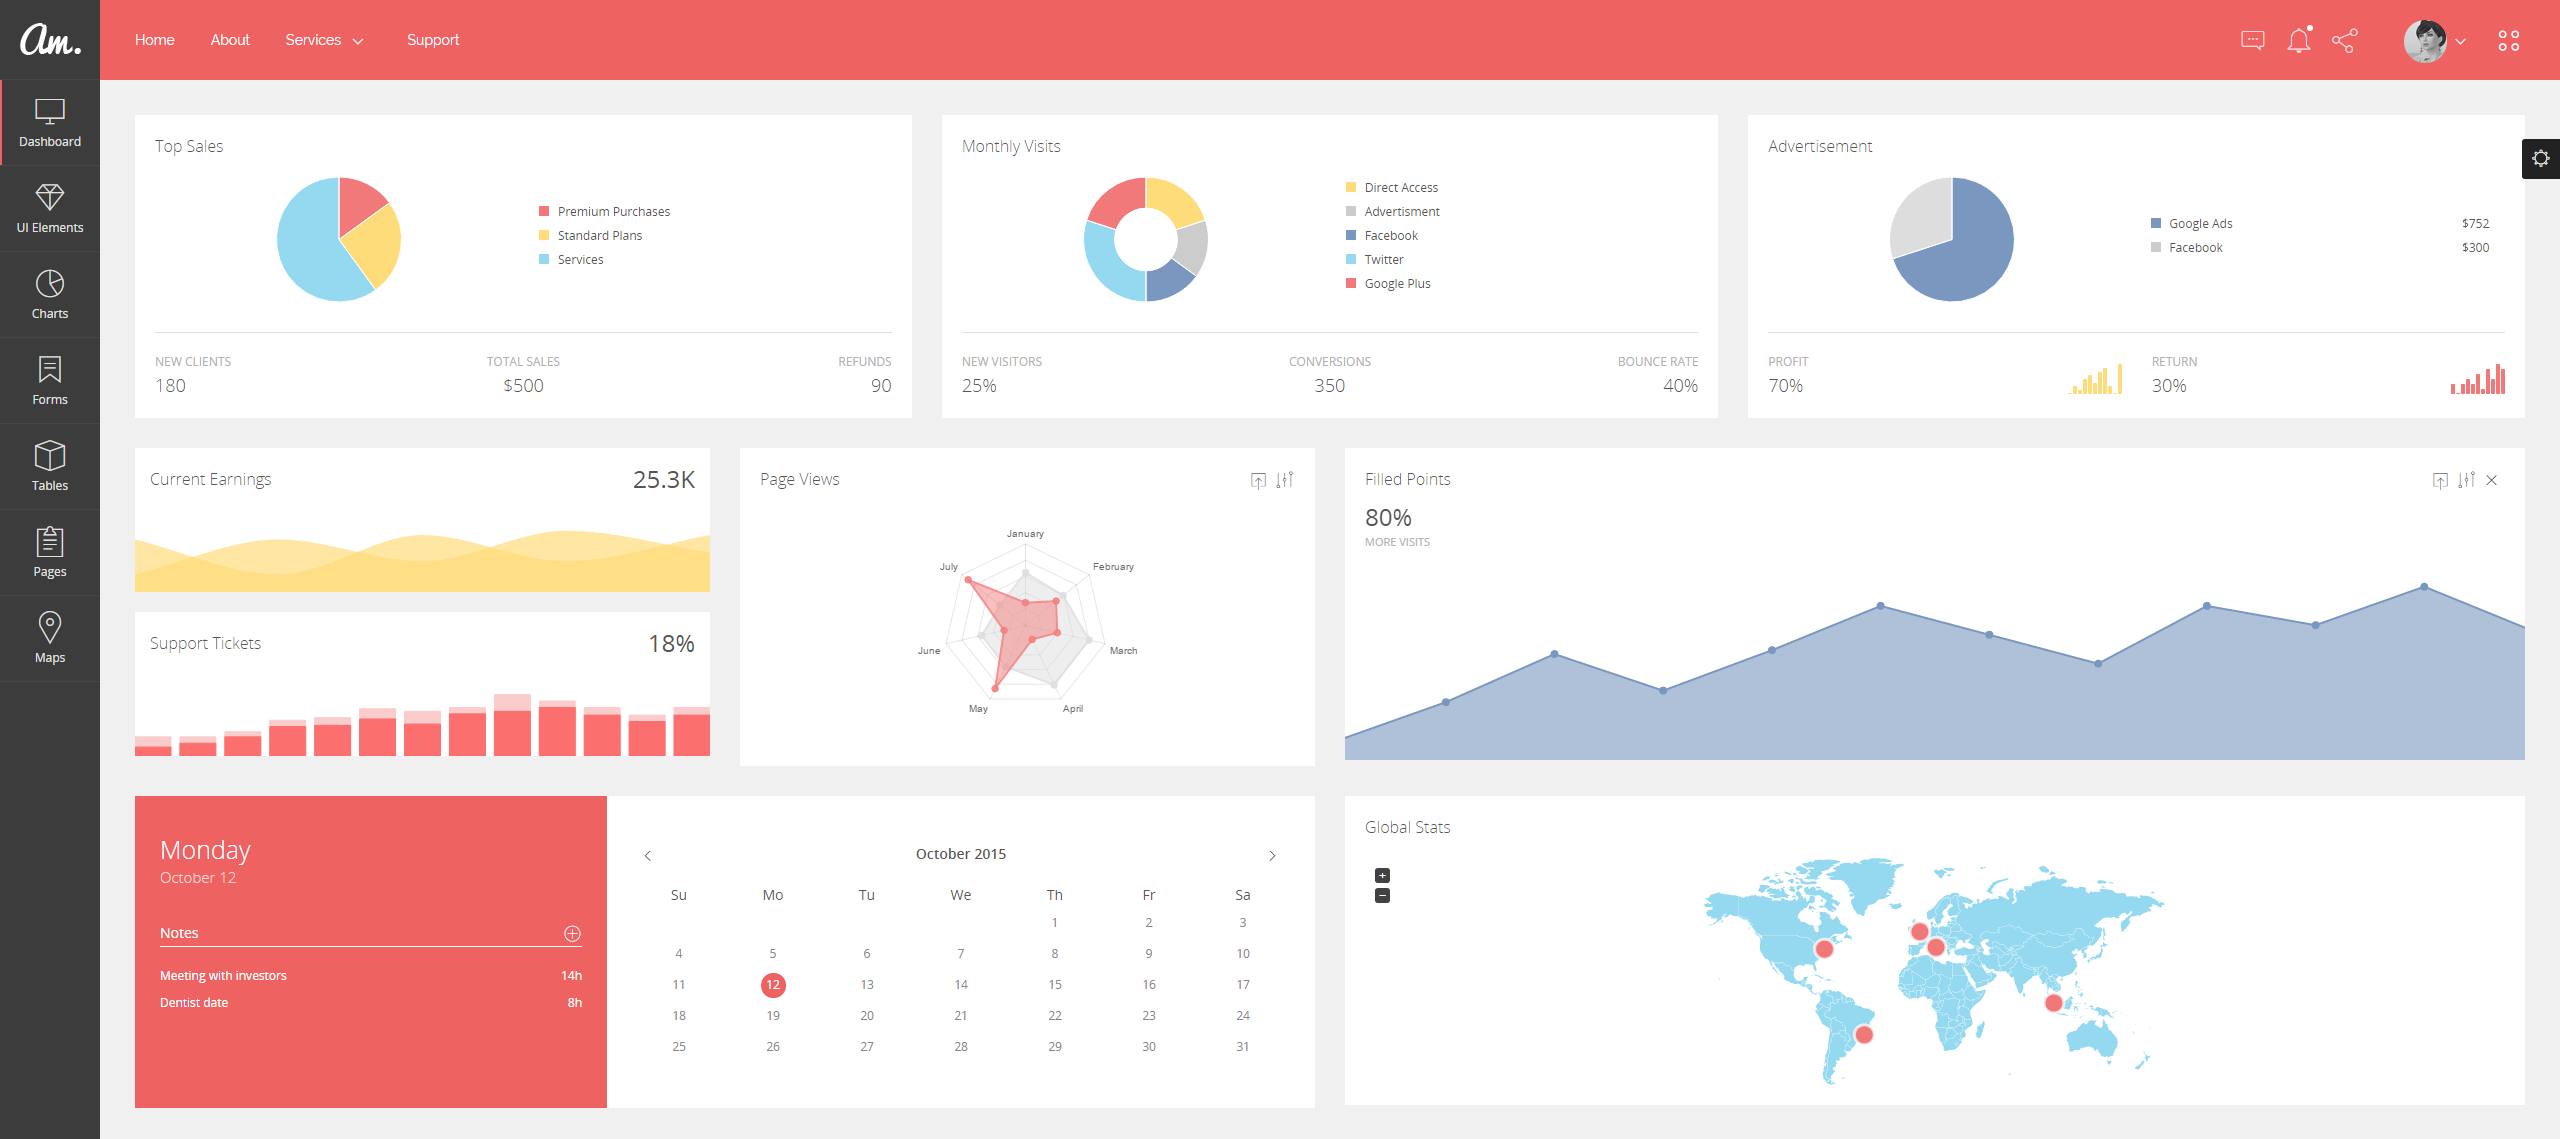 am.
Home About Services Support
Dashboard
UI Elements
Charts
Forms
Tables
Pages
Maps
Top Sales
Premium Purchases
Standard Plans
Services
NEW CLIENTS TOTAL SALES REFUNDS
180 $500 90
Monthly Visits
Direct Access
Advertisment
Facebook
Twitter
Google Plus
NEW VISITORS CONVERSIONS BOUNCE RATE
25% 350 40%
Advertisement
Google Ads $752
Facebook $300
PROFIT RETURN
70% 30%
Current Earnings 25.3K
Support Tickets 18%
Page Views
January
February
March
April
May
June
July
Filled Points
80%
MORE VISITS
Monday
October 12
Notes
Meeting with investors 14h
Dentist date 8h
October 2015
Su Mo Tu We Th Fr Sa
1 2 3
4 5 6 7 8 9 10
11 12 13 14 15 16 17
18 19 20 21 22 23 24
25 26 27 28 29 30 31
Global Stats
+
−